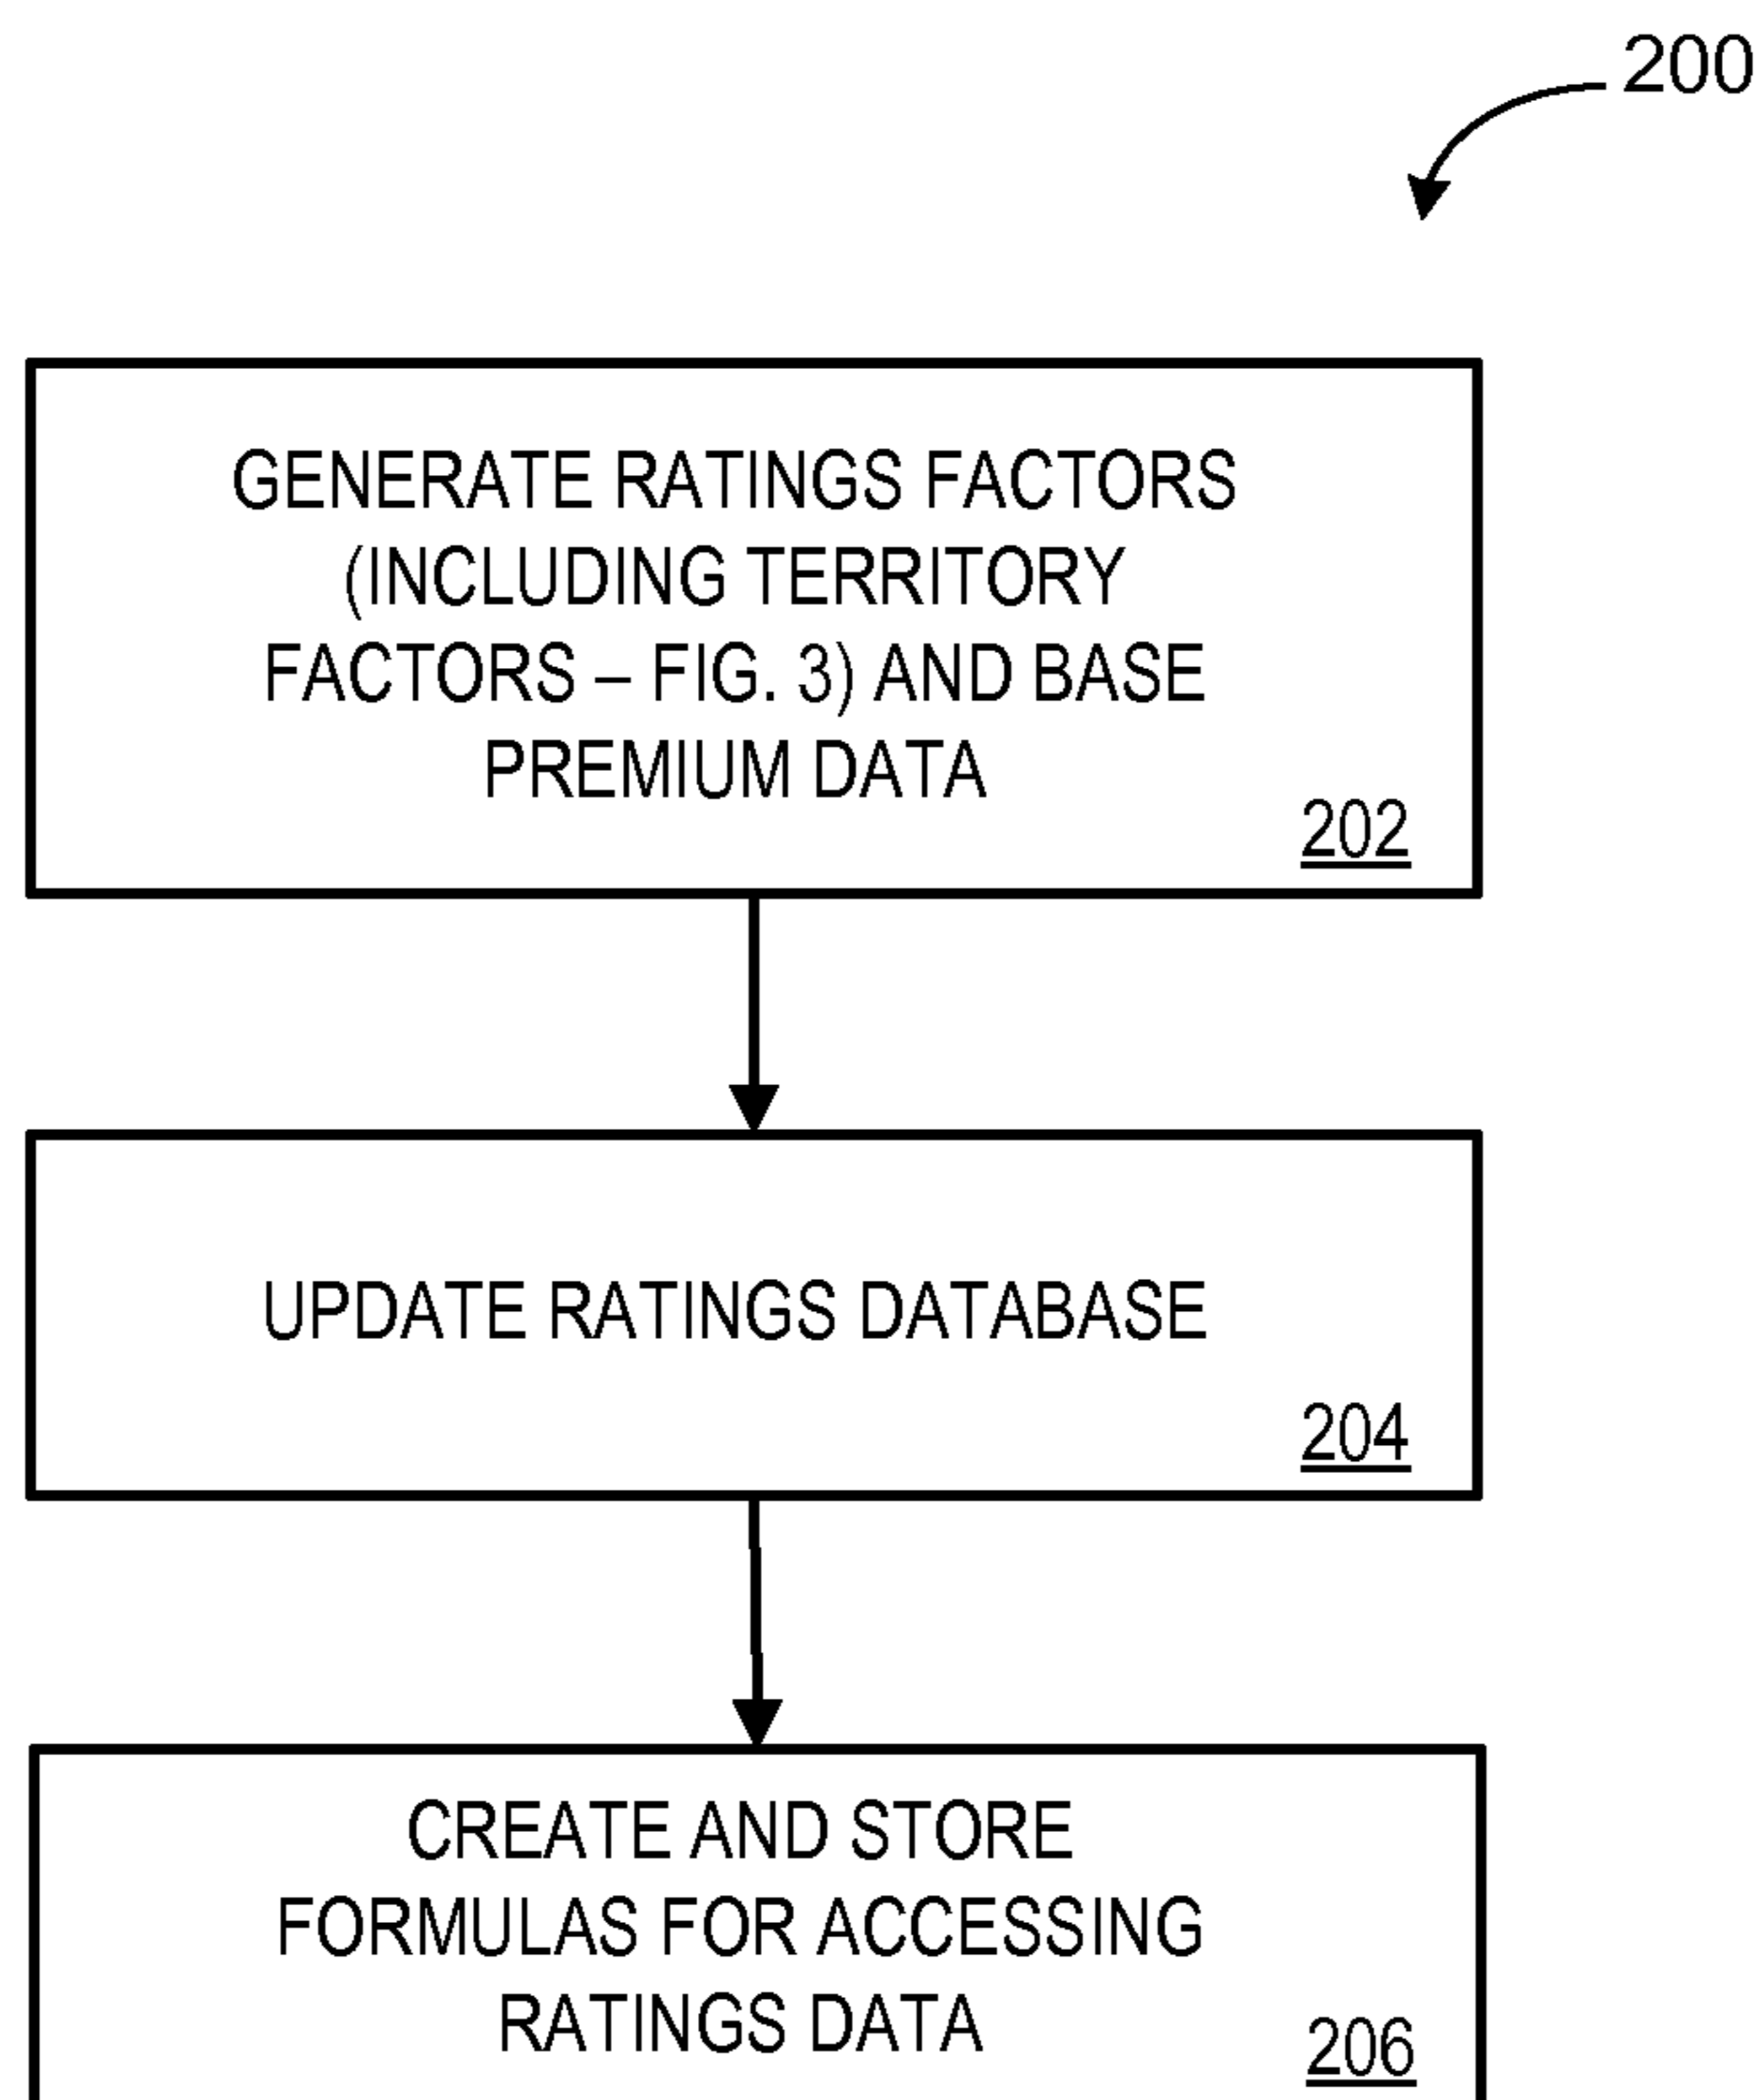 200
GENERATE RATINGS FACTORS
(INCLUDING TERRITORY
FACTORS – FIG. 3) AND BASE
PREMIUM DATA
202
UPDATE RATINGS DATABASE
204
CREATE AND STORE
FORMULAS FOR ACCESSING
RATINGS DATA
206